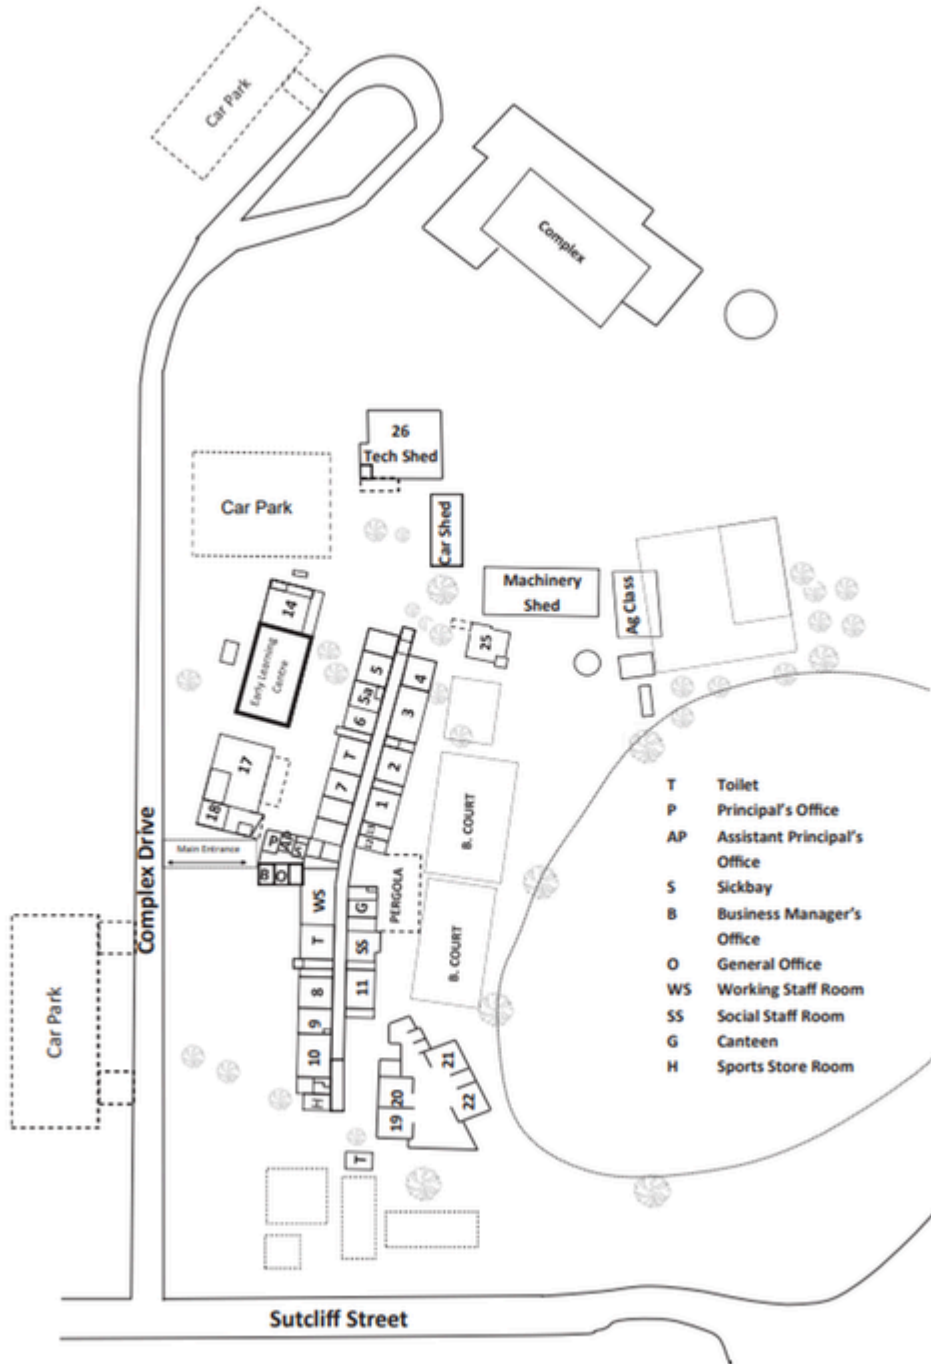 Car Park
Complex
26
Tech Shed
Car Park
Car Shed
Machinery
Shed
Ag Class
14
Early Learning
Centre
25
5
4
5a
3
6
T
2
17
7
1
18
13
12
P
AP
S
Main Entrance
B
O
Complex Drive
WS
G
PERGOLA
B. COURT
B. COURT
T
SS
8
11
9
10
Car Park
H
21
20
22
19
T
T Toilet
P Principal's Office
AP Assistant Principal's
Office
S Sickbay
B Business Manager's
Office
O General Office
WS Working Staff Room
SS Social Staff Room
G Canteen
H Sports Store Room
Sutcliff Street